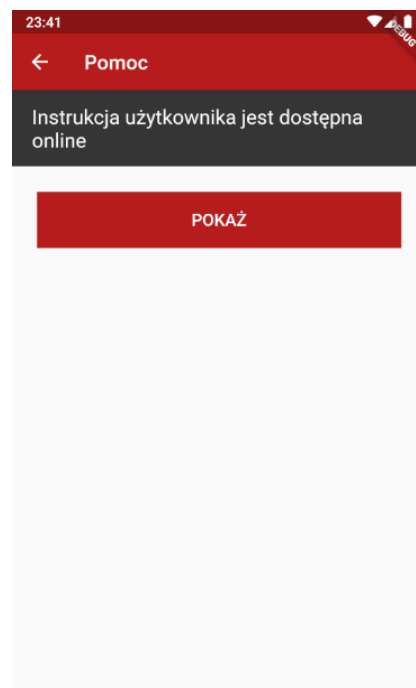 23:41
DEBUG
Pomoc
Instrukcja użytkownika jest dostępna
online
POKAŻ